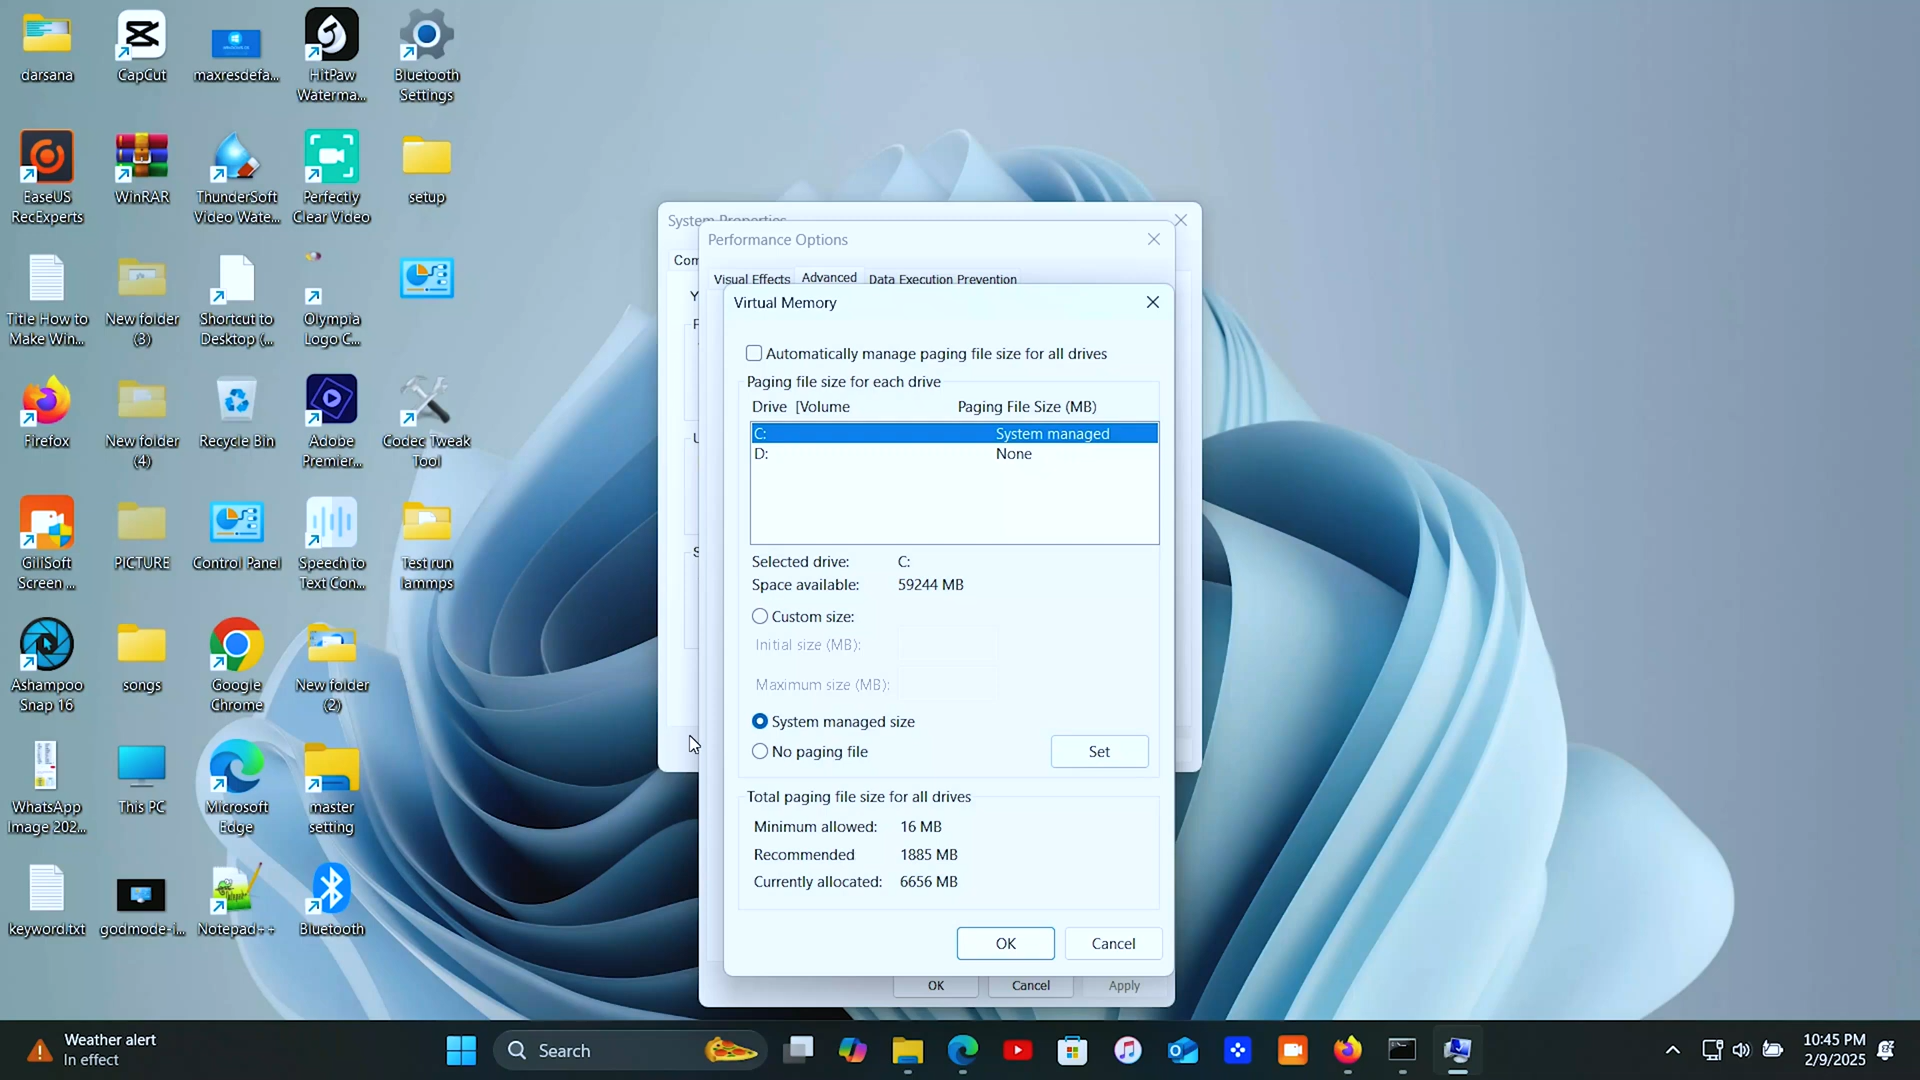 darsana
CapCut
maxresdefa...
HitPaw
Waterma...
Bluetooth
Settings
EaseUS
RecExperts
WinRAR
ThunderSoft
Video Wate...
Perfectly
Clear Video
setup
Title How to
Make Win...
New folder
(3)
Shortcut to
Desktop (...
Olympia
Logo C...
Firefox
New folder
(4)
Recycle Bin
Adobe
Premier...
Codec Tweak
Tool
GiliSoft
Screen ...
PICTURE
Control Panel
Speech to
Text Con...
Test run
lammps
Ashampoo
Snap 16
songs
Google
Chrome
New folder
(2)
WhatsApp
Image 202...
This PC
Microsoft
Edge
master
setting
keyword.txt
godmode-i...
Notepad++
Bluetooth
System Properties
Com
Y
Performance Options
Visual Effects
Advanced
Data Execution Prevention
Virtual Memory
Automatically manage paging file size for all drives
Paging file size for each drive
Drive [Volume
Paging File Size (MB)
C:
System managed
D:
None
Selected drive:
C:
Space available:
59244 MB
Custom size:
Initial size (MB):
Maximum size (MB):
System managed size
No paging file
Set
Total paging file size for all drives
Minimum allowed:
16 MB
Recommended
1885 MB
Currently allocated:
6656 MB
OK
Cancel
OK
Cancel
Apply
Weather alert
In effect
Search
10:45 PM
2/9/2025